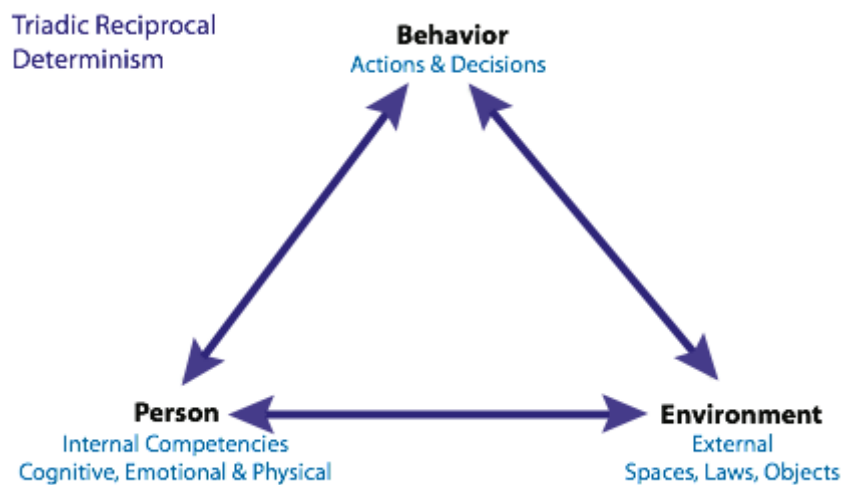 Triadic Reciprocal
Determinism
Behavior
Actions & Decisions
Person
Internal Competencies
Cognitive, Emotional & Physical
Environment
External
Spaces, Laws, Objects